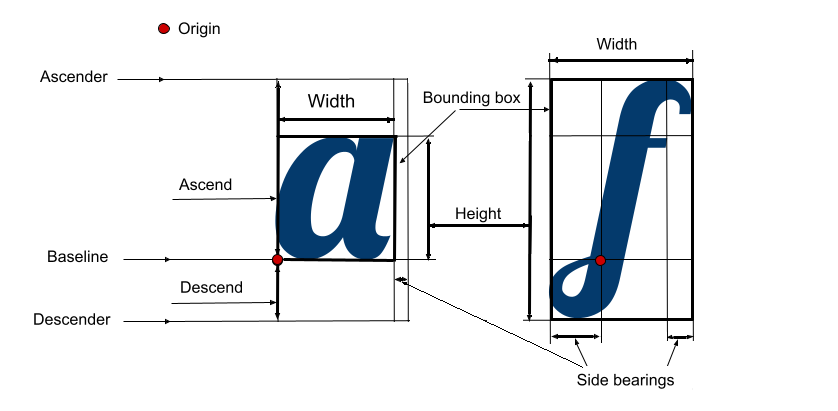 Origin
Width
Ascender
Width
Bounding box
Ascend
a
f
Height
Baseline
Descend
Descender
Side bearings